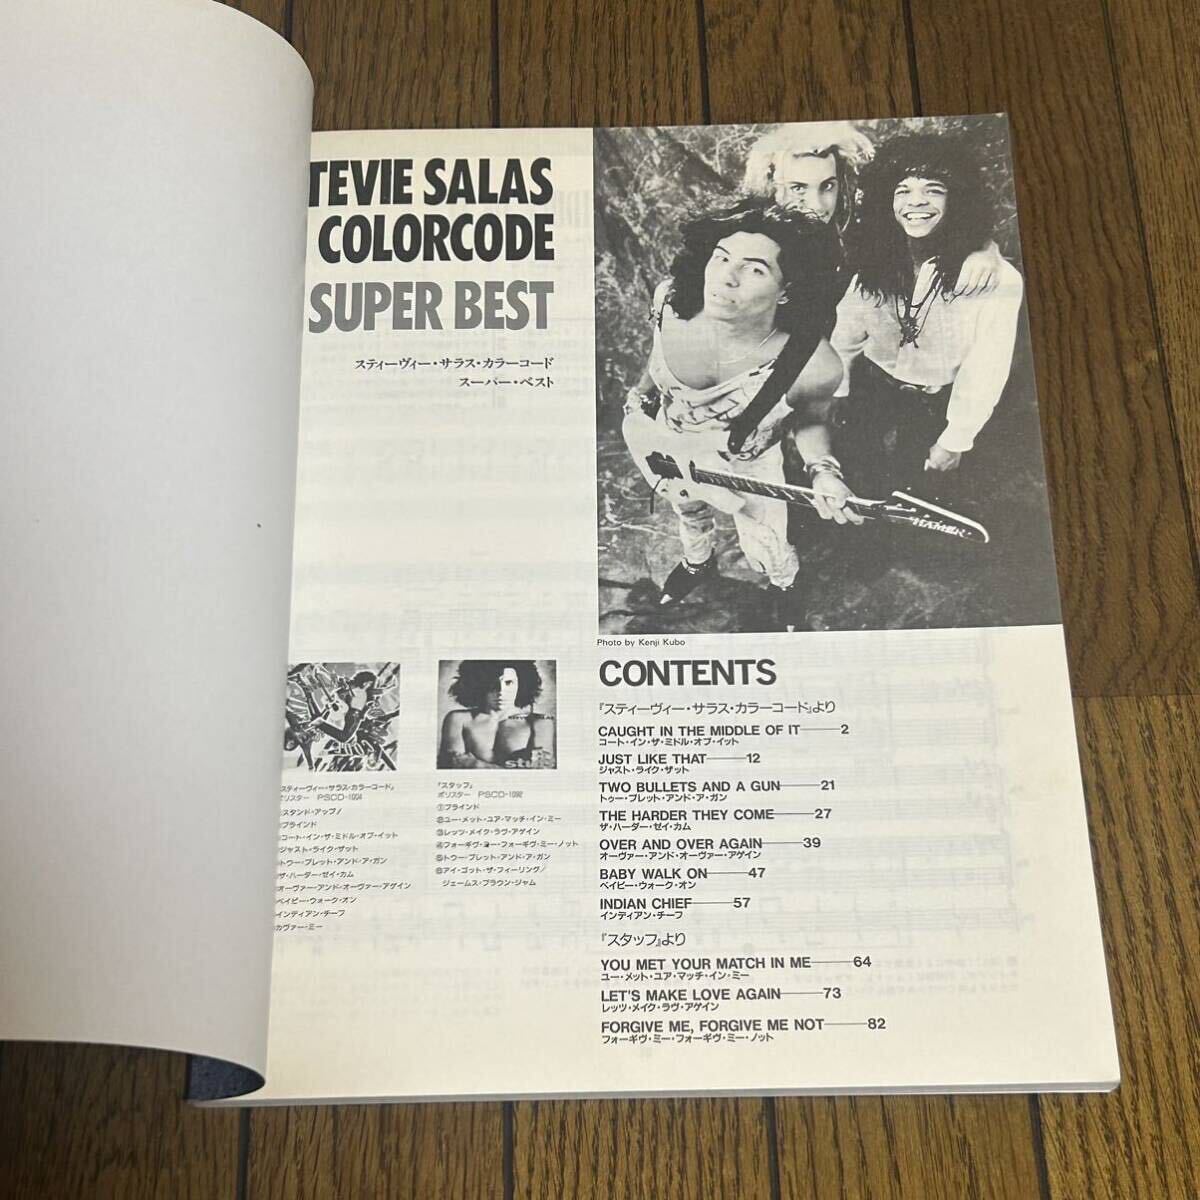 TEVIE SALAS
COLORCODE
SUPER BEST
スティーヴィー・サラス・カラーコード
スーパー・ベスト
HAMER
Photo by Kenji Kubo
CONTENTS
『スティーヴィー・サラス・カラーコード』より
CAUGHT IN THE MIDDLE OF IT 2
コート・イン・ザ・ミドル・オブ・イット
JUST LIKE THAT 12
ジャスト・ライク・ザット
TWO BULLETS AND A GUN 21
トゥー・ブレット・アンド・ア・ガン
THE HARDER THEY COME 27
ザ・ハーダー・ゼイ・カム
OVER AND OVER AGAIN 39
オーヴァー・アンド・オーヴァー・アゲイン
BABY WALK ON 47
ベイビー・ウォーク・オン
INDIAN CHIEF 57
インディアン・チーフ
『スタッフ』より
YOU MET YOUR MATCH IN ME 64
ユー・メット・ユア・マッチ・イン・ミー
LET'S MAKE LOVE AGAIN 73
レッツ・メイク・ラヴ・アゲイン
FORGIVE ME, FORGIVE ME NOT 82
フォーギヴ・ミー・フォーギヴ・ミー・ノット
スティーヴィー・サラス・カラーコード』
ポリスター PSCD-1004
スタンド・アップ!
ブラインド
コート・イン・ザ・ミドル・オブ・イット
ジャスト・ライク・ザット
トゥー・ブレット・アンド・ア・ガン
ザ・ハーダー・ゼイ・カム
オーヴァー・アンド・オーヴァー・アゲイン
ベイビー・ウォーク・オン
インディアン・チーフ
カヴァー・ミー
『スタッフ』
ポリスター PSCD-1092
①ブラインド
②ユー・メット・ユア・マッチ・イン・ミー
③レッツ・メイク・ラヴ・アゲイン
④フォーギヴ・ミー・フォーギヴ・ミー・ノット
⑤トゥー・ブレット・アンド・ア・ガン
⑥アイ・ゴット・ザ・フィーリング/
ジェームス・ブラウン・ジャム